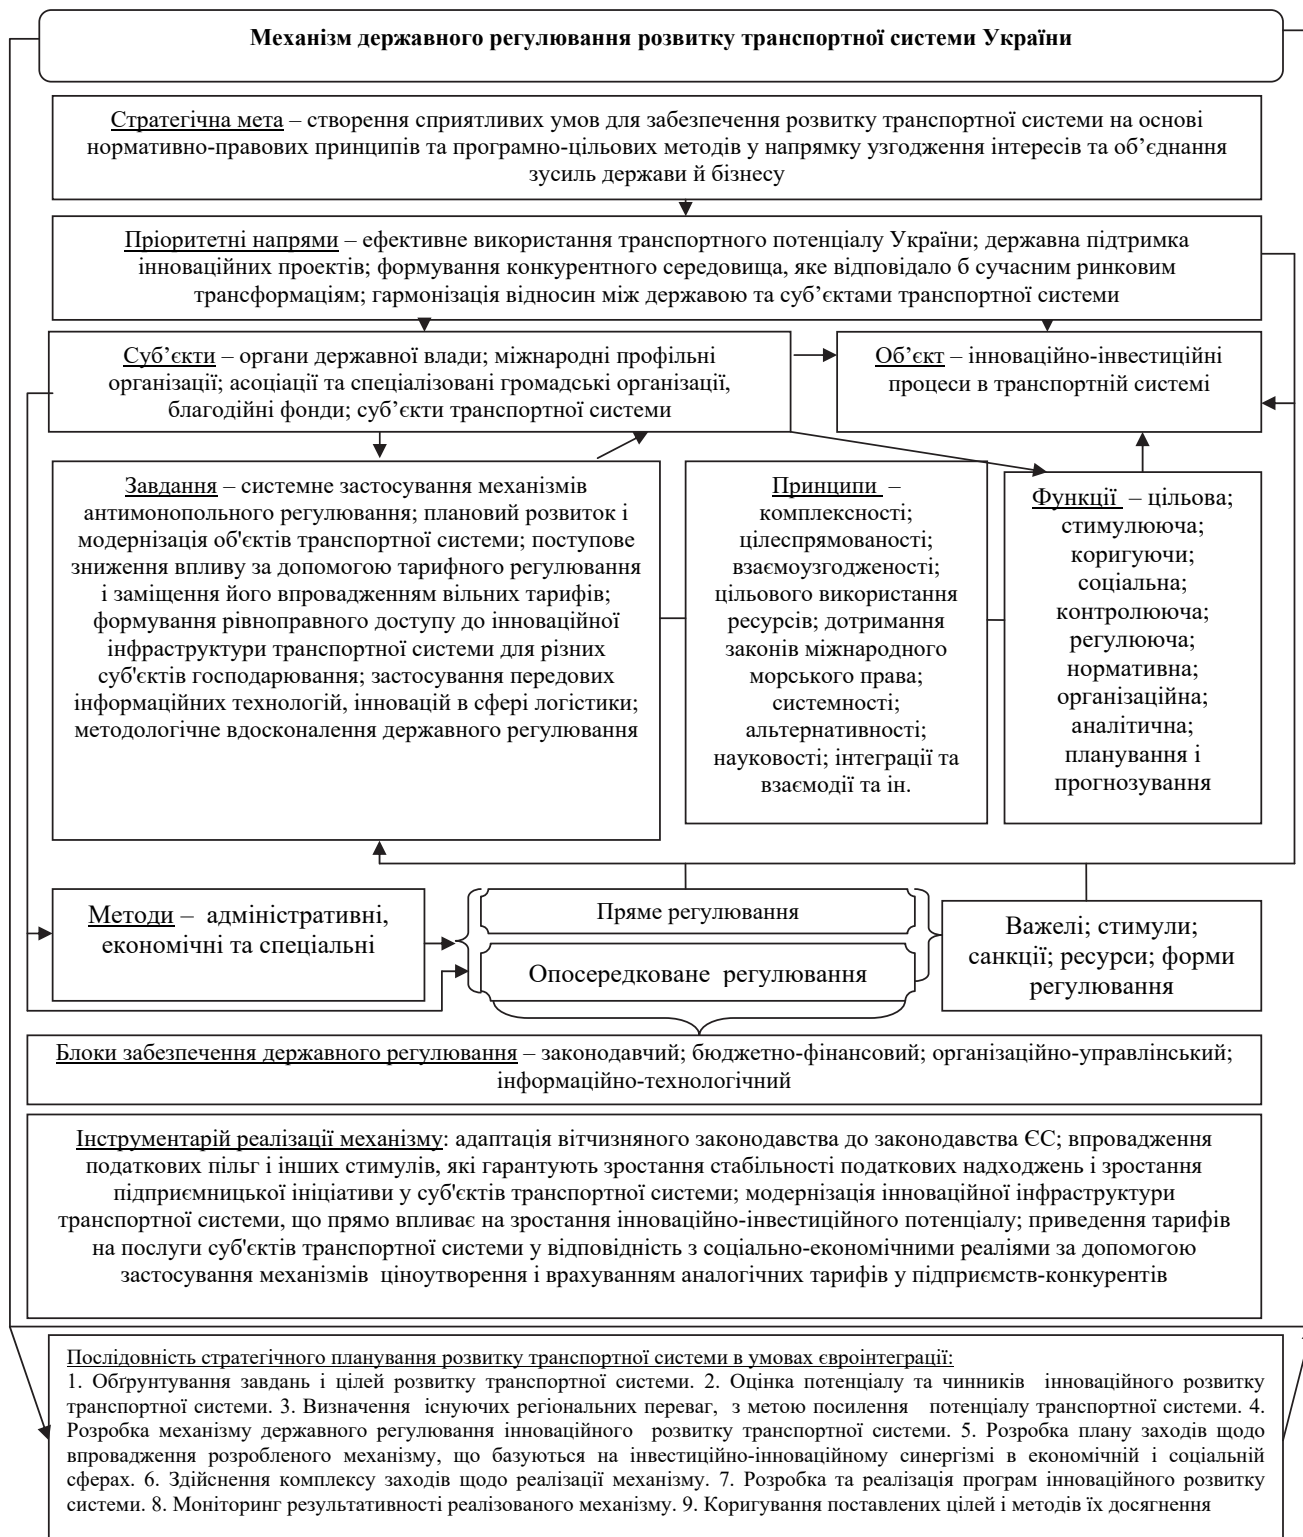 Механізм державного регулювання розвитку транспортної системи України
Стратегічна мета – створення сприятливих умов для забезпечення розвитку транспортної системи на основі
нормативно-правових принципів та програмно-цільових методів у напрямку узгодження інтересів та об’єднання
зусиль держави й бізнесу
Пріоритетні напрями – ефективне використання транспортного потенціалу України; державна підтримка
інноваційних проектів; формування конкурентного середовища, яке відповідало б сучасним ринковим
трансформаціям; гармонізація відносин між державою та суб’єктами транспортної системи
Суб’єкти – органи державної влади; міжнародні профільні
організації; асоціації та спеціалізовані громадські організації,
благодійні фонди; суб’єкти транспортної системи
Об’єкт – інноваційно-інвестиційні
процеси в транспортній системі
Завдання – системне застосування механізмів
антимонопольного регулювання; плановий розвиток і
модернізація об'єктів транспортної системи; поступове
зниження впливу за допомогою тарифного регулювання
і заміщення його впровадженням вільних тарифів;
формування рівноправного доступу до інноваційної
інфраструктури транспортної системи для різних
суб'єктів господарювання; застосування передових
інформаційних технологій, інновацій в сфері логістики;
методологічне вдосконалення державного регулювання
Принципи –
комплексності;
цілеспрямованості;
взаємоузгодженості;
цільового використання
ресурсів; дотримання
законів міжнародного
морського права;
системності;
альтернативності;
науковості; інтеграції та
взаємодії та ін.
Функції – цільова;
стимулююча;
коригуючи;
соціальна;
контролююча;
регулююча;
нормативна;
організаційна;
аналітична;
планування і
прогнозування
Методи – адміністративні,
економічні та спеціальні
Пряме регулювання
Опосередковане регулювання
Важелі; стимули;
санкції; ресурси; форми
регулювання
Блоки забезпечення державного регулювання – законодавчий; бюджетно-фінансовий; організаційно-управлінський;
інформаційно-технологічний
Інструментарій реалізації механізму: адаптація вітчизняного законодавства до законодавства ЄС; впровадження
податкових пільг і інших стимулів, які гарантують зростання стабільності податкових надходжень і зростання
підприємницької ініціативи у суб'єктів транспортної системи; модернізація інноваційної інфраструктури
транспортної системи, що прямо впливає на зростання інноваційно-інвестиційного потенціалу; приведення тарифів
на послуги суб'єктів транспортної системи у відповідність з соціально-економічними реаліями за допомогою
застосування механізмів ціноутворення і врахуванням аналогічних тарифів у підприємств-конкурентів
Послідовність стратегічного планування розвитку транспортної системи в умовах євроінтеграції:
1. Обґрунтування завдань і цілей розвитку транспортної системи. 2. Оцінка потенціалу та чинників інноваційного розвитку
транспортної системи. 3. Визначення існуючих регіональних переваг, з метою посилення потенціалу транспортної системи. 4.
Розробка механізму державного регулювання інноваційного розвитку транспортної системи. 5. Розробка плану заходів щодо
впровадження розробленого механізму, що базуються на інвестиційно-інноваційному синергізмі в економічній і соціальній
сферах. 6. Здійснення комплексу заходів щодо реалізації механізму. 7. Розробка та реалізація програм інноваційного розвитку
системи. 8. Моніторинг результативності реалізованого механізму. 9. Коригування поставлених цілей і методів їх досягнення